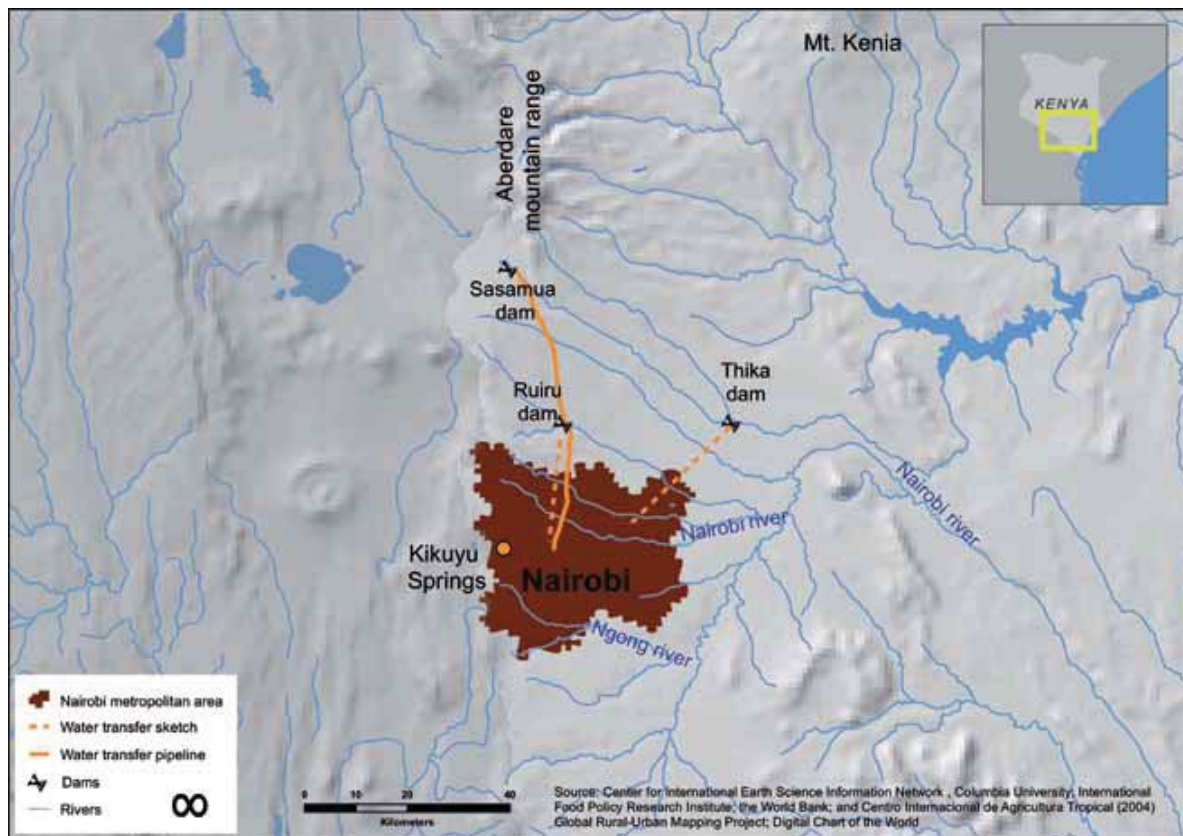 Mt. Kenia
KENYA
Aberdare
mountain range
Sasamua
dam
Ruiru
dam
Thika
dam
Nairobi river
Nairobi river
Kikuyu
Springs
Nairobi
Ngong river
Nairobi metropolitan area
Water transfer sketch
Water transfer pipeline
Dams
Rivers
0 10 20 40
Kilometers
Source: Center for International Earth Science Information Network , Columbia University; International
Food Policy Research Institute; the World Bank; and Centro Internacional de Agricultura Tropical (2004)
Global Rural-Urban Mapping Project; Digital Chart of the World